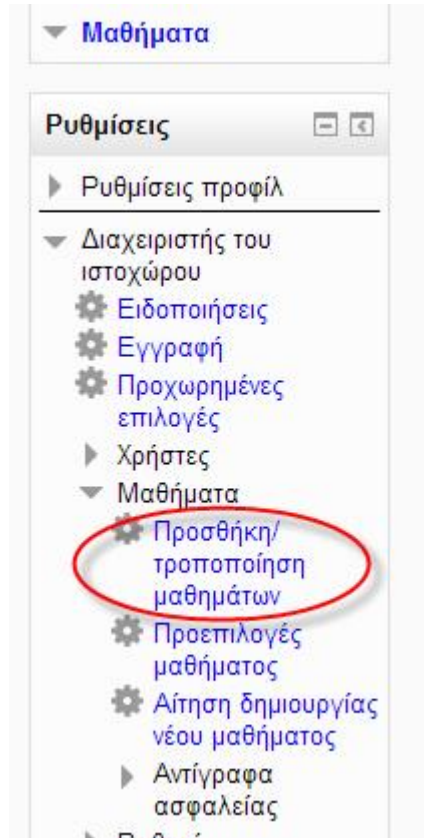 Μαθήματα
Ρυθμίσεις
Ρυθμίσεις προφίλ
Διαχειριστής του
ιστοχώρου
Ειδοποιήσεις
Εγγραφή
Προχωρημένες
επιλογές
Χρήστες
Μαθήματα
Προσθήκη/
τροποποίηση
μαθημάτων
Προεπιλογές
μαθήματος
Αίτηση δημιουργίας
νέου μαθήματος
Αντίγραφα
ασφαλείας